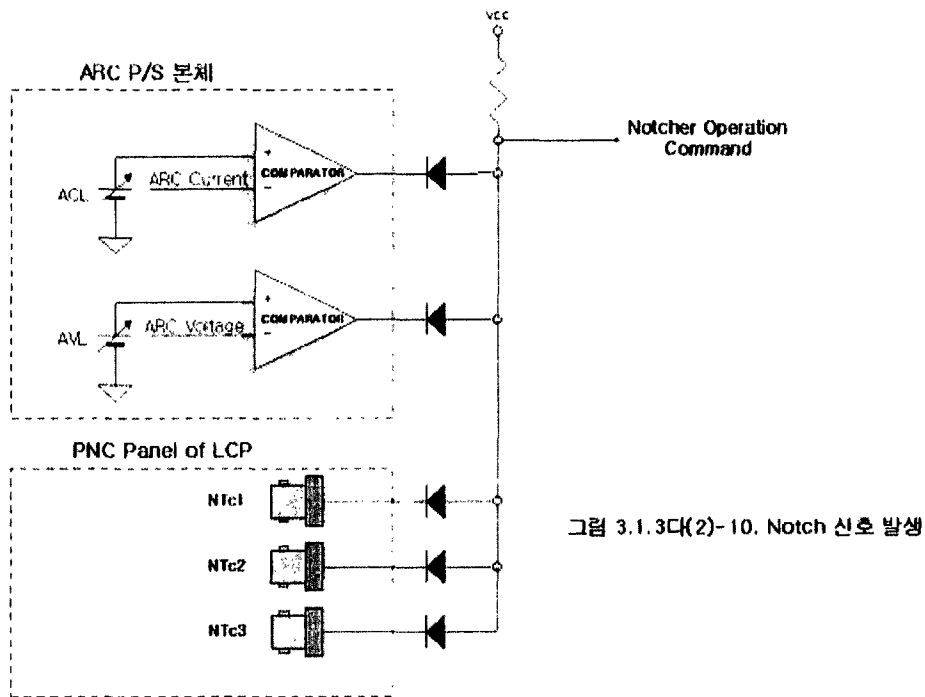 VCC
ARC P/S 본체
Notcher Operation
Command
+
COMPARATOR
ACL
ARC Current
−
+
COMPARATOR
AVL
ARC Voltage
−
PNC Panel of LCP
NTc1
NTc2
NTc3
그림 3.1.3다(2)-10. Notch 신호 발생